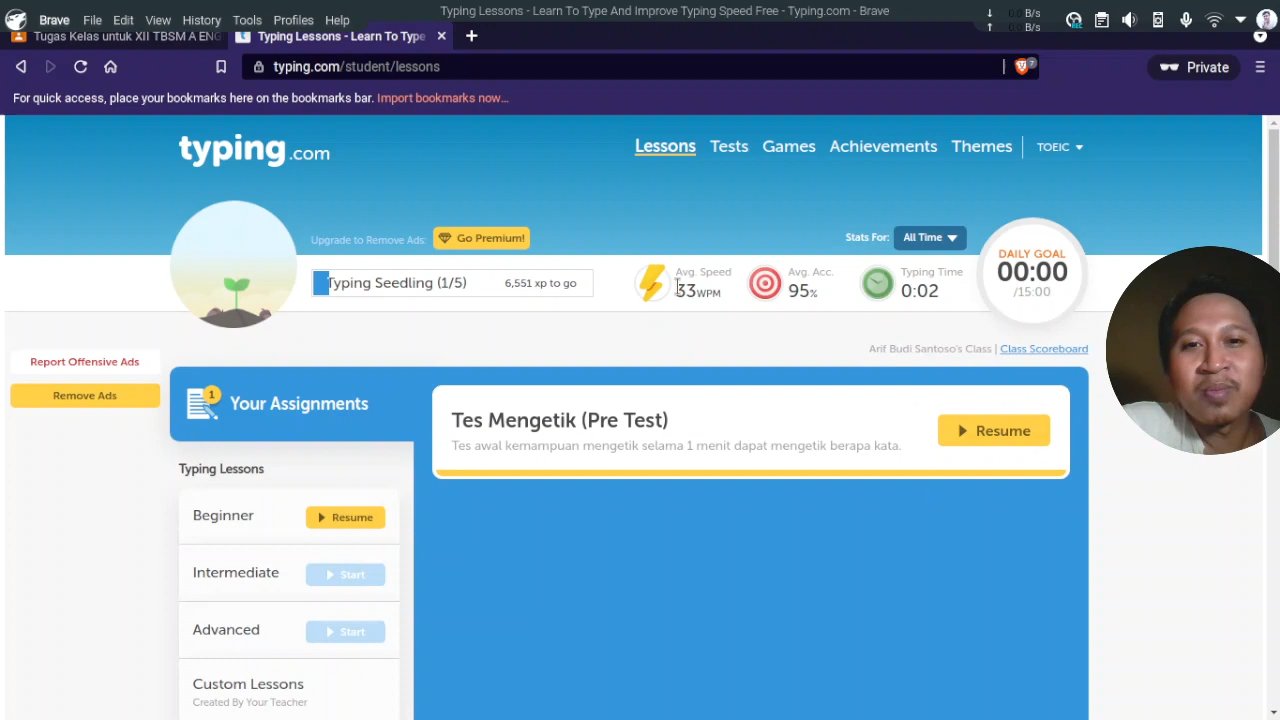 Brave File Edit View History Tools Profiles Help
Typing Lessons - Learn To Type And Improve Typing Speed Free - Typing.com - Brave
Tugas Kelas untuk XII TBSM A ENG
Typing Lessons - Learn To Type
typing.com/student/lessons
7
Private
For quick access, place your bookmarks here on the bookmarks bar. Import bookmarks now...
typing.com
Lessons Tests Games Achievements Themes TOEIC
Upgrade to Remove Ads: Go Premium!
Stats For: All Time
Typing Seedling (1/5) 6,551 xp to go
Avg. Speed
33WPM
Avg. Acc.
95%
Typing Time
0:02
DAILY GOAL
00:00
/15:00
Arif Budi Santoso's Class | Class Scoreboard
Report Offensive Ads
Remove Ads
1
Your Assignments
Tes Mengetik (Pre Test)
Tes awal kemampuan mengetik selama 1 menit dapat mengetik berapa kata.
Resume
Typing Lessons
Beginner Resume
Intermediate Start
Advanced Start
Custom Lessons
Created By Your Teacher